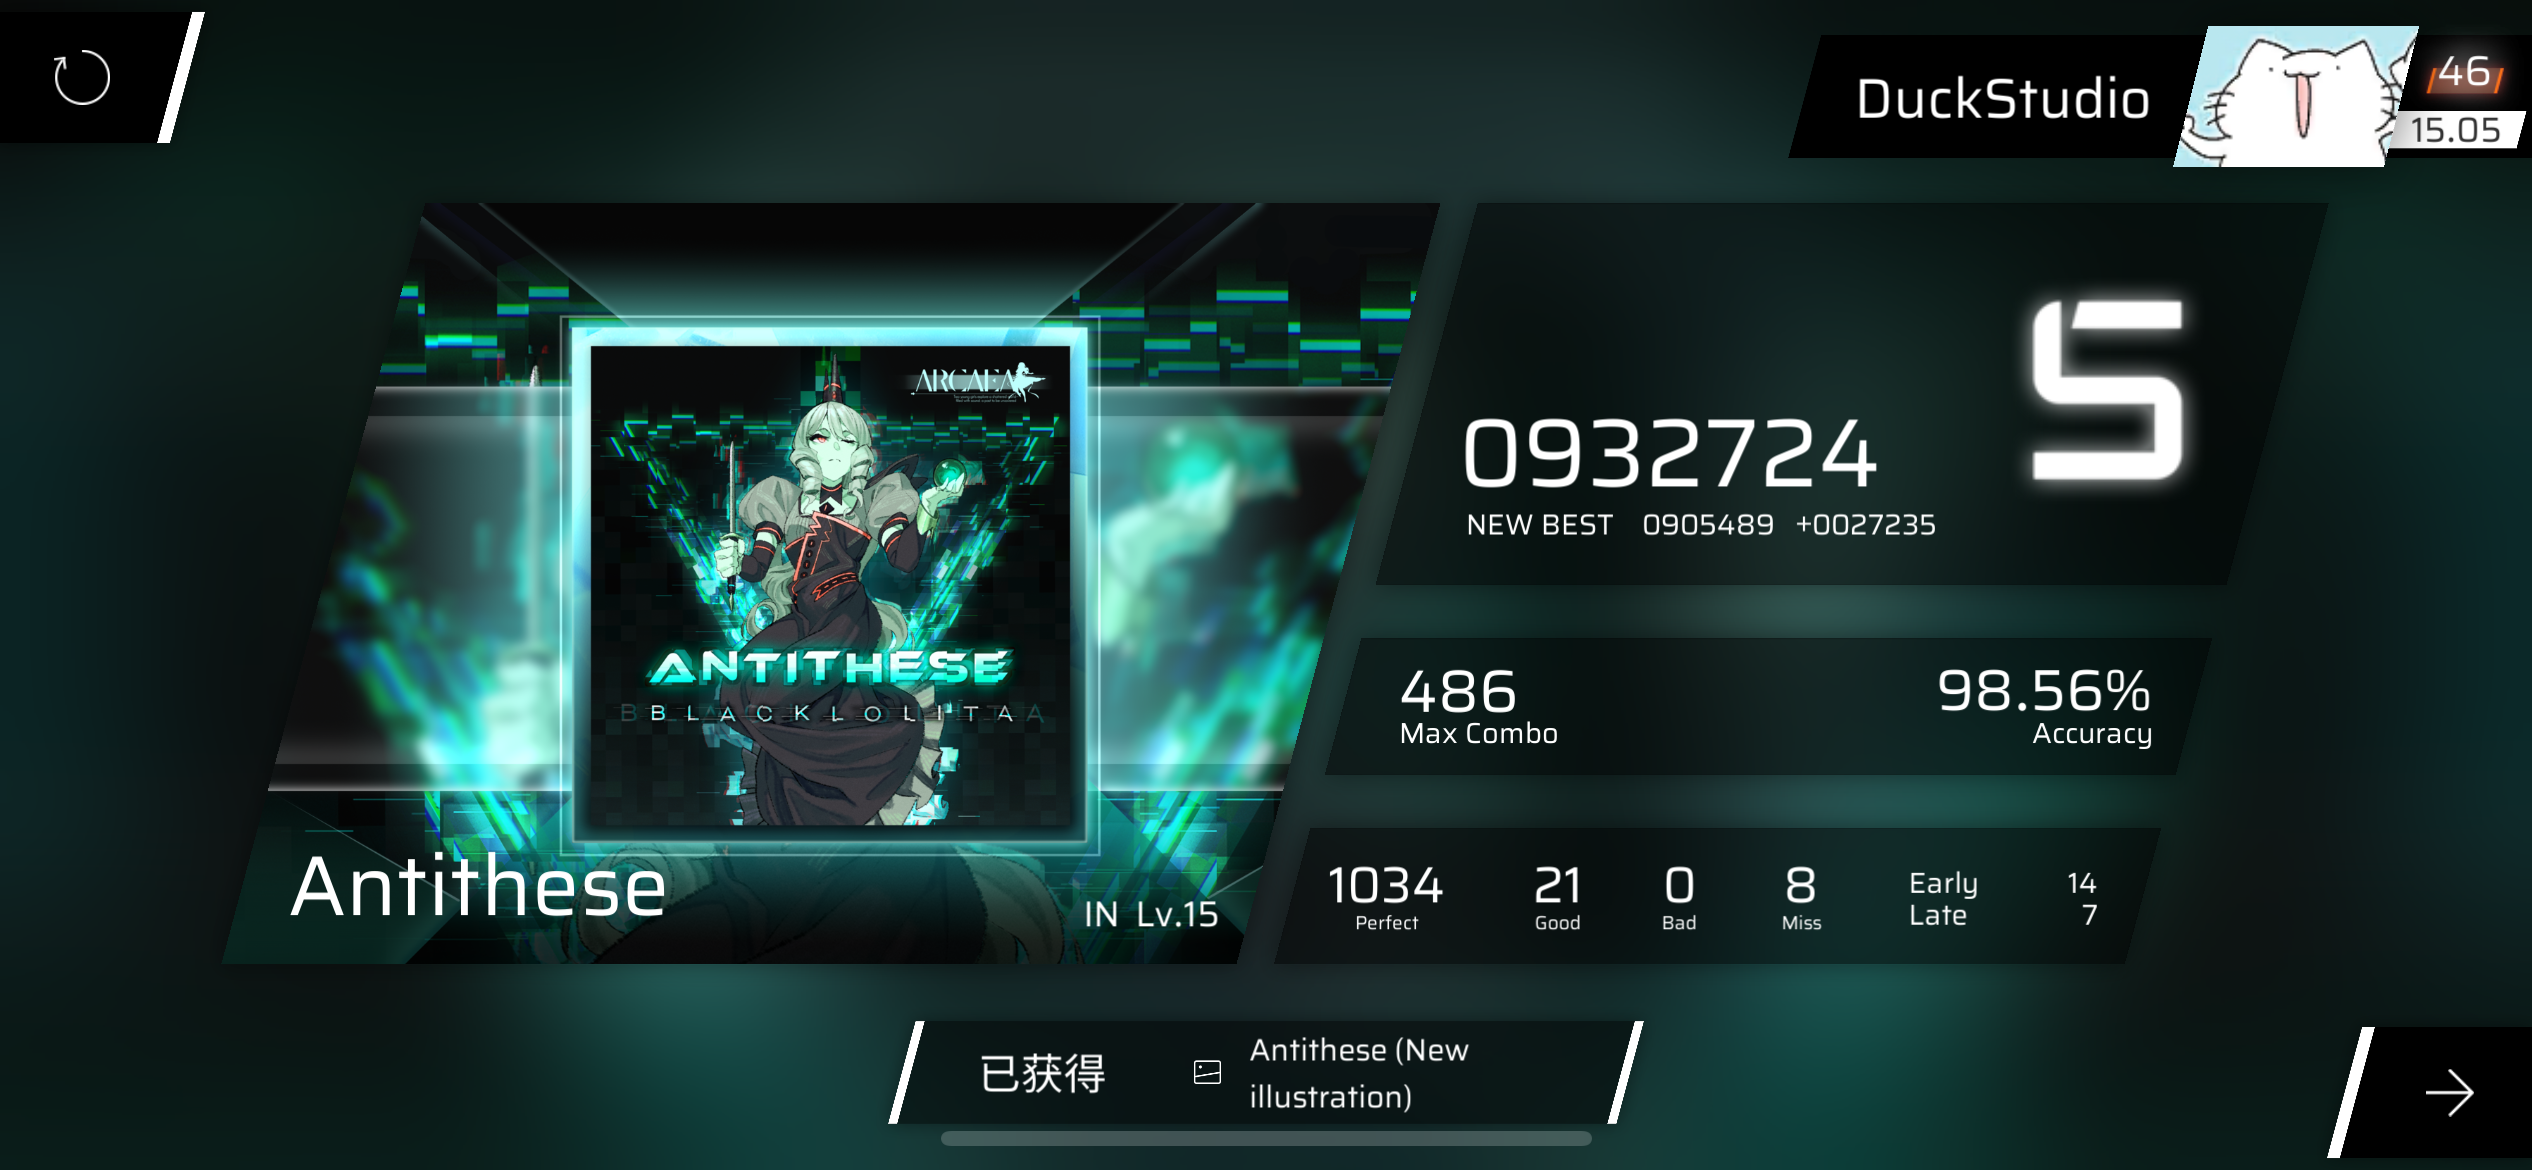 DuckStudio
46
15.05
ARCAEA
ANTITHESE
BLACKLOLITA
Antithese
IN Lv.15
0932724
S
NEW BEST 0905489 +0027235
486
Max Combo
98.56%
Accuracy
1034
Perfect
21
Good
0
Bad
8
Miss
Early 14
Late 7
已获得
Antithese (New
illustration)